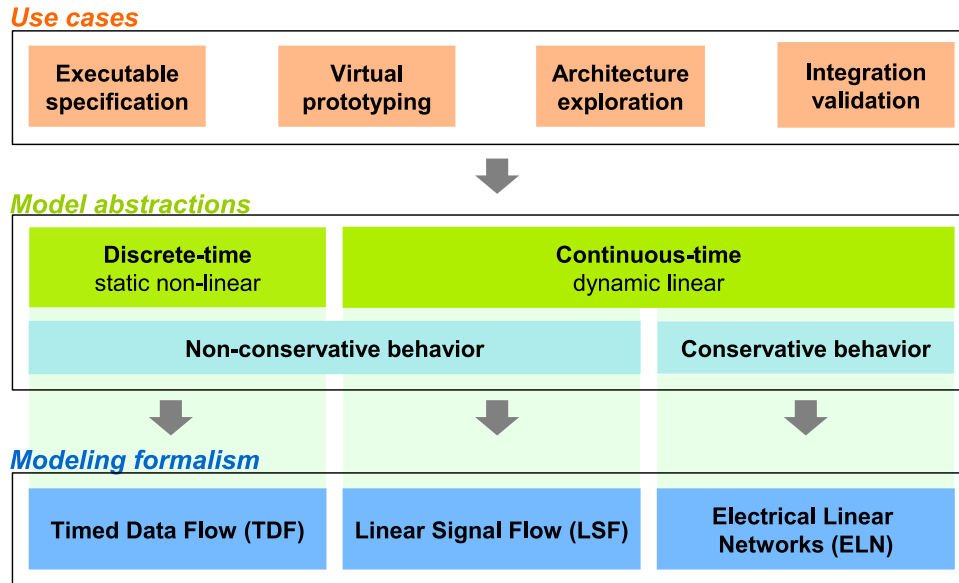 Use cases
Executable
specification
Virtual
prototyping
Architecture
exploration
Integration
validation
Model abstractions
Discrete-time
static non-linear
Continuous-time
dynamic linear
Non-conservative behavior
Conservative behavior
Modeling formalism
Timed Data Flow (TDF)
Linear Signal Flow (LSF)
Electrical Linear
Networks (ELN)